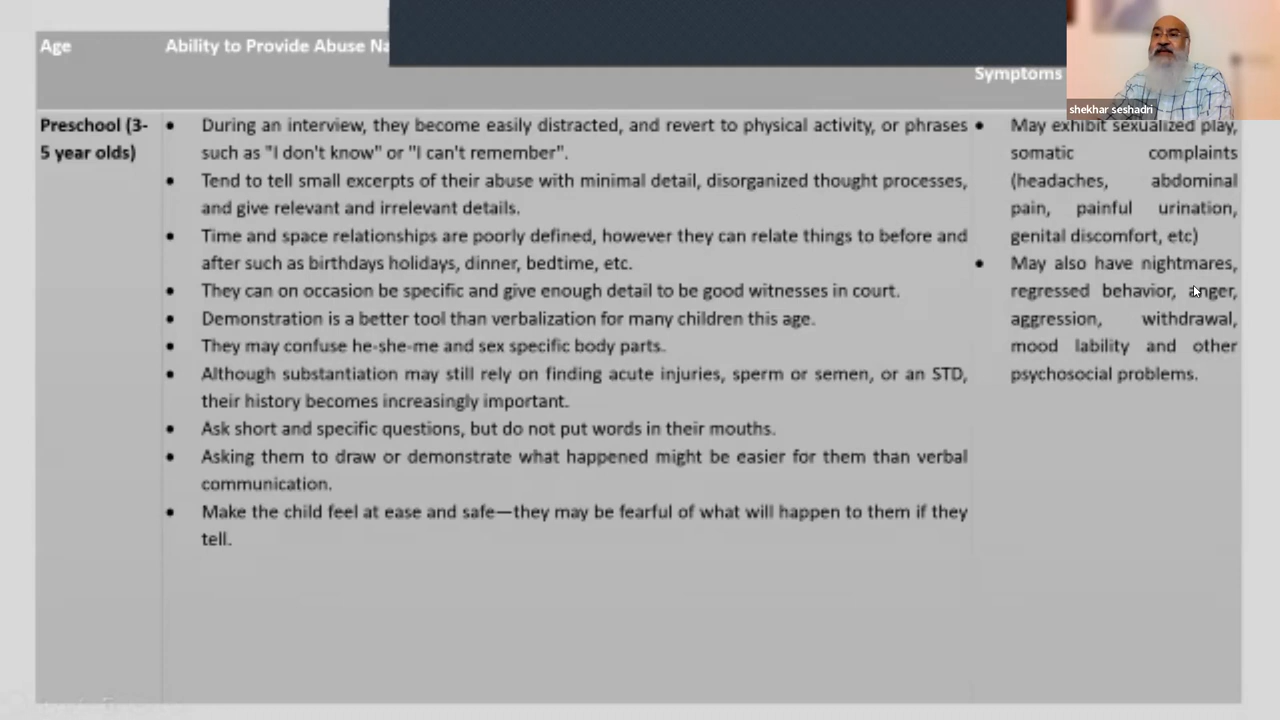 Age
Ability to Provide Abuse
Symptoms
shekhar seshadri
Preschool (3-
5 year olds)
• During an interview, they become easily distracted, and revert to physical activity, or phrases
such as "I don't know" or "I can't remember".
• Tend to tell small excerpts of their abuse with minimal detail, disorganized thought processes,
and give relevant and irrelevant details.
• Time and space relationships are poorly defined, however they can relate things to before and
after such as birthdays holidays, dinner, bedtime, etc.
• They can on occasion be specific and give enough detail to be good witnesses in court.
• Demonstration is a better tool than verbalization for many children this age.
• They may confuse he-she-me and sex specific body parts.
• Although substantiation may still rely on finding acute injuries, sperm or semen, or an STD,
their history becomes increasingly important.
• Ask short and specific questions, but do not put words in their mouths.
• Asking them to draw or demonstrate what happened might be easier for them than verbal
communication.
• Make the child feel at ease and safe—they may be fearful of what will happen to them if they
tell.
• May exhibit sexualized play,
somatic complaints
(headaches, abdominal
pain, painful urination,
genital discomfort, etc)
• May also have nightmares,
regressed behavior, anger,
aggression, withdrawal,
mood lability and other
psychosocial problems.